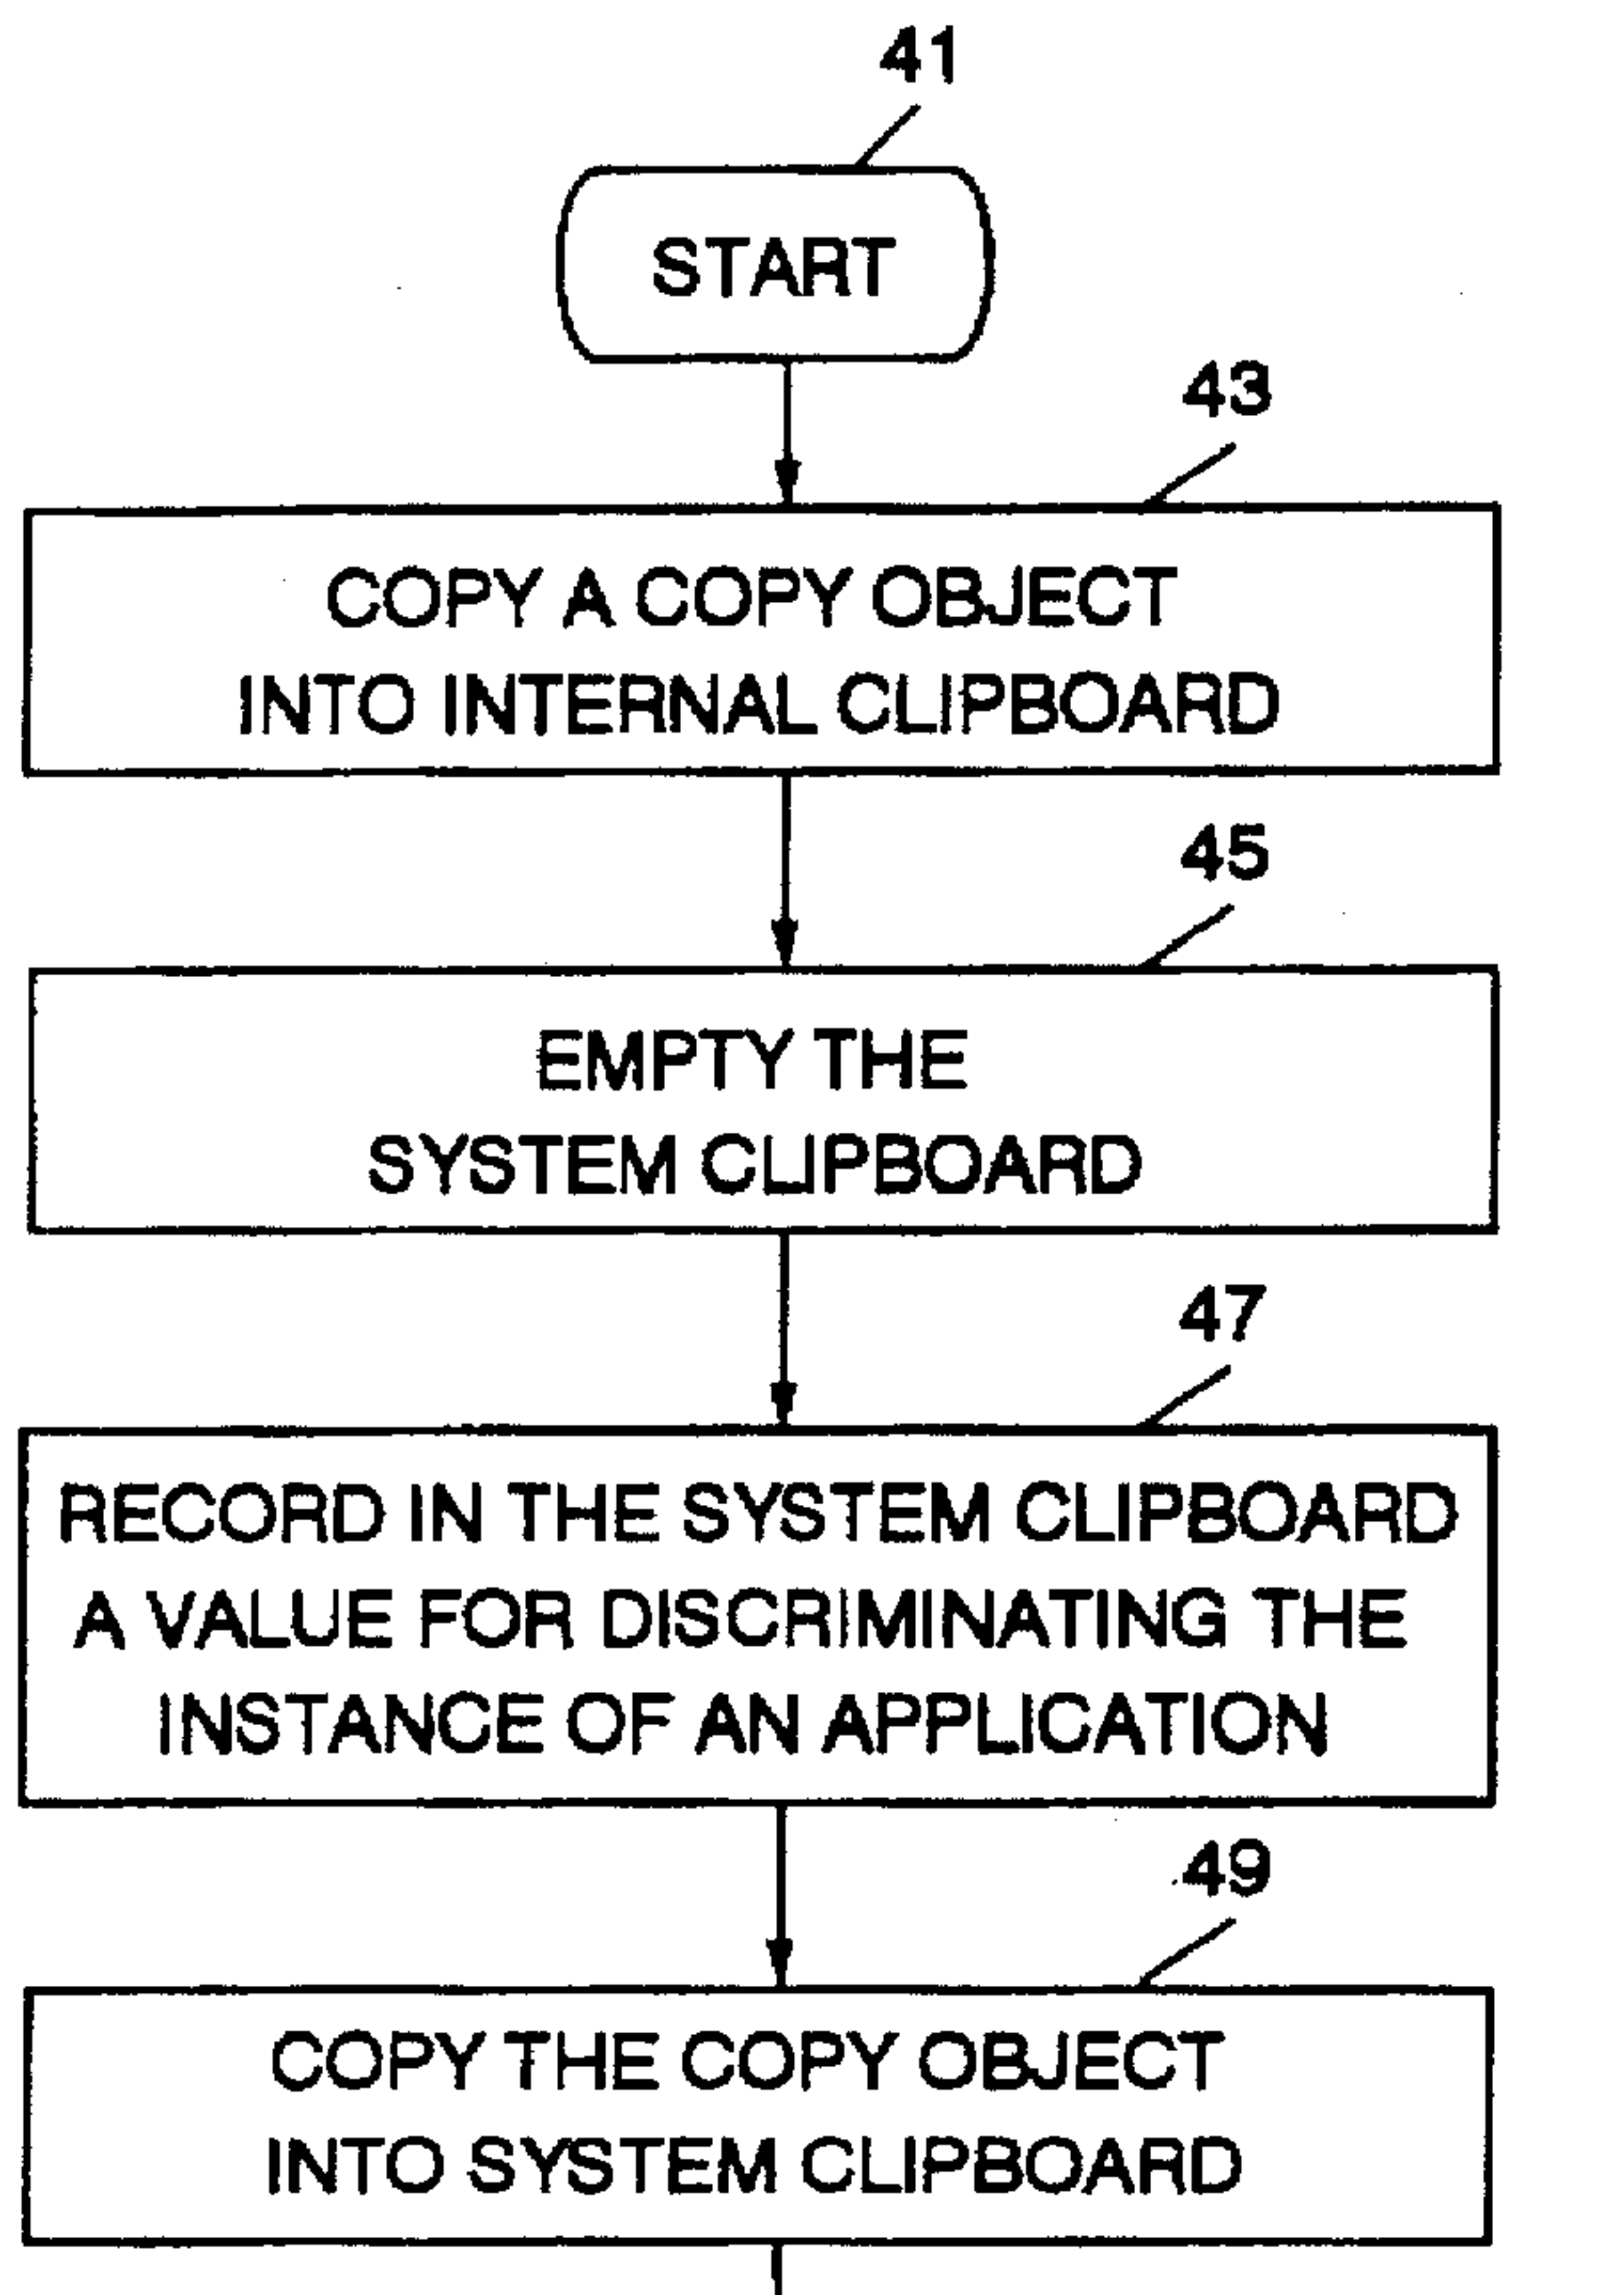 41
START
43
COPY A COPY OBJECT
INTO INTERNAL CLIPBOARD
45
EMPTY THE
SYSTEM CLIPBOARD
47
RECORD IN THE SYSTEM CLIPBOARD
A VALUE FOR DISCRIMINATING THE
INSTANCE OF AN APPLICATION
49
COPY THE COPY OBJECT
INTO SYSTEM CLIPBOARD